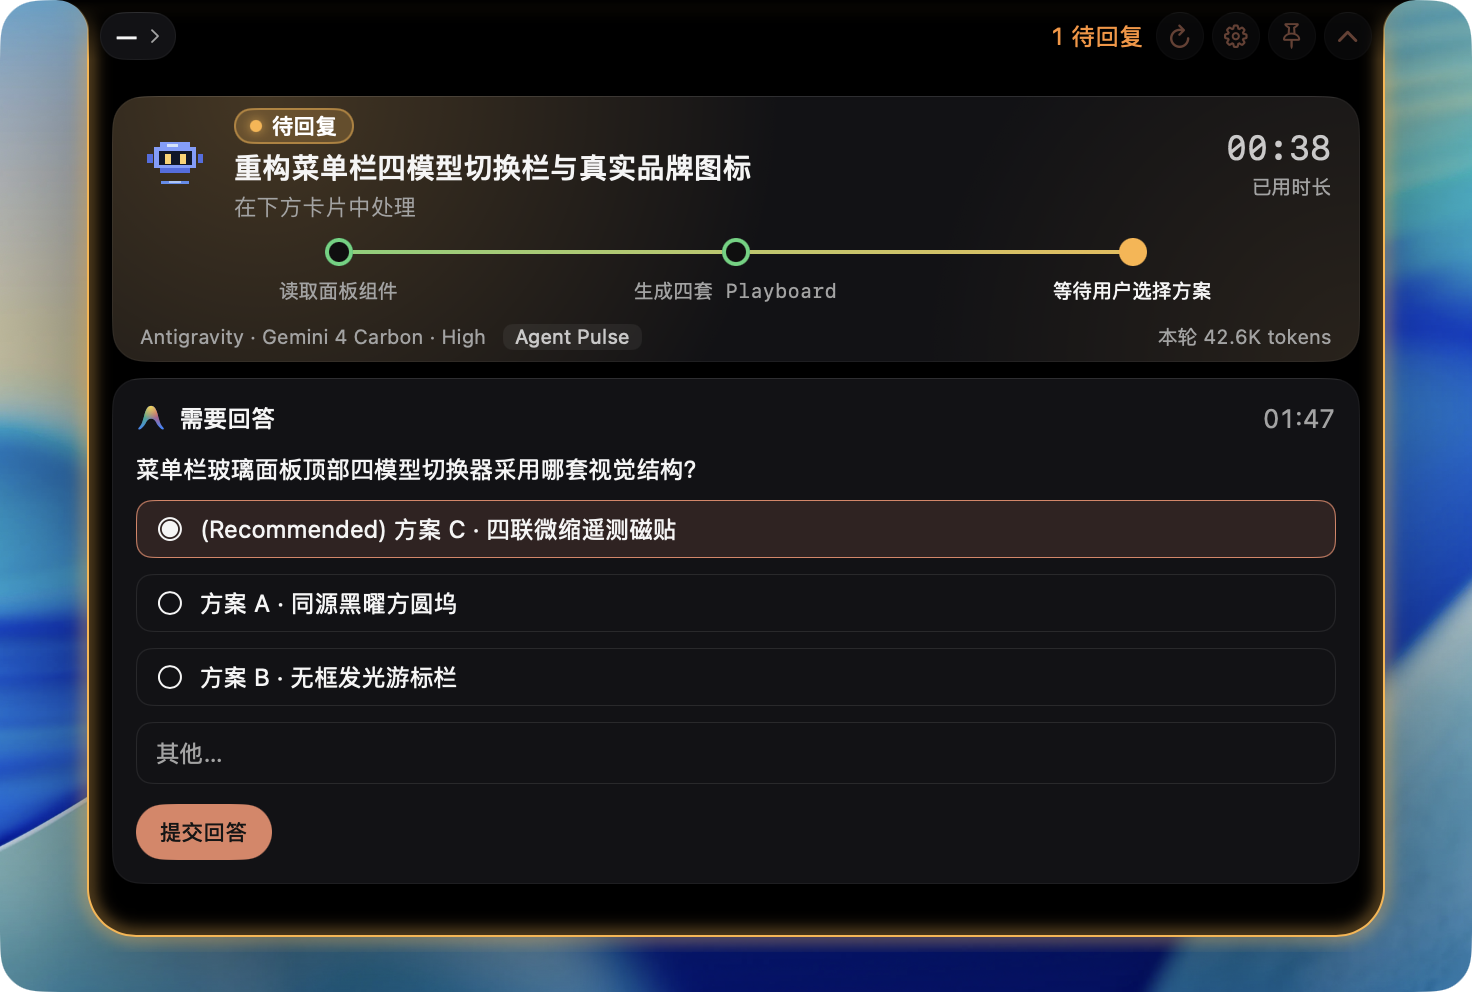 1 待回复
待回复
重构菜单栏四模型切换栏与真实品牌图标
在下方卡片中处理
00:38
已用时长
读取面板组件
生成四套 Playboard
等待用户选择方案
Antigravity · Gemini 4 Carbon · High
Agent Pulse
本轮 42.6K tokens
需要回答
01:47
菜单栏玻璃面板顶部四模型切换器采用哪套视觉结构?
(Recommended) 方案 C · 四联微缩遥测磁贴
方案 A · 同源黑曜方圆坞
方案 B · 无框发光游标栏
其他...
提交回答